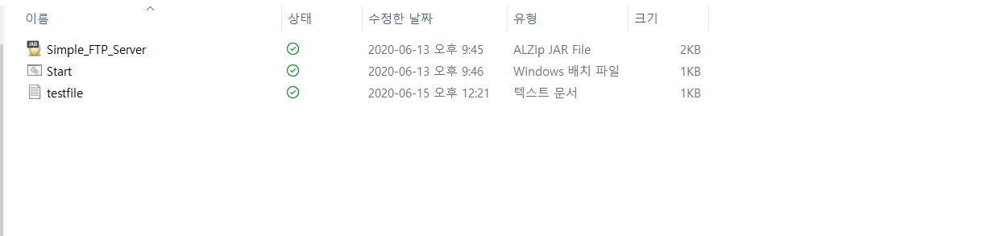 이름 상태 수정한 날짜 유형 크기
JAR Simple_FTP_Server 2020-06-13 오후 9:45 ALZip JAR File 2KB
Start 2020-06-13 오후 9:46 Windows 배치 파일 1KB
testfile 2020-06-15 오후 12:21 텍스트 문서 1KB